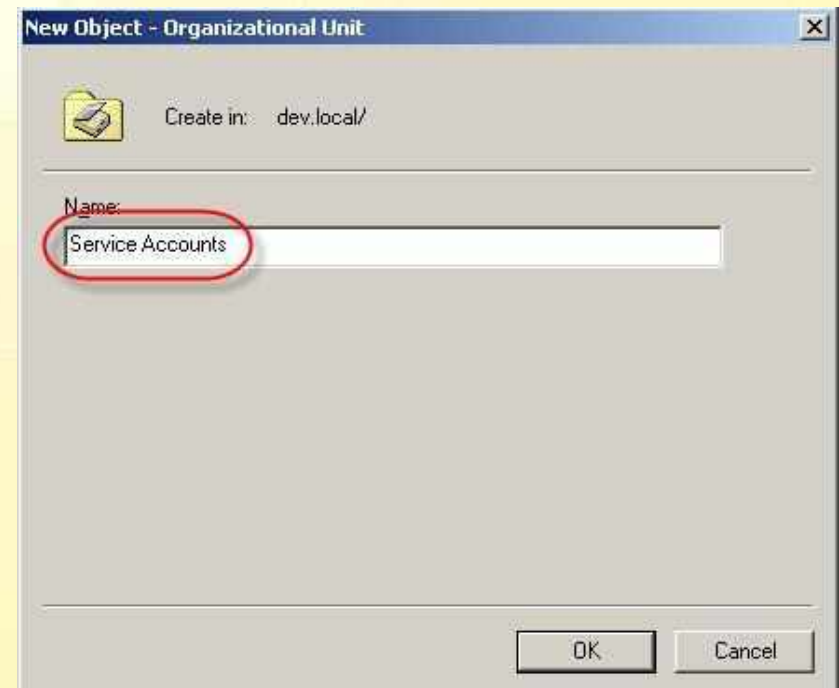 New Object - Organizational Unit
Create in: dev.local/
Name:
Service Accounts
OK Cancel